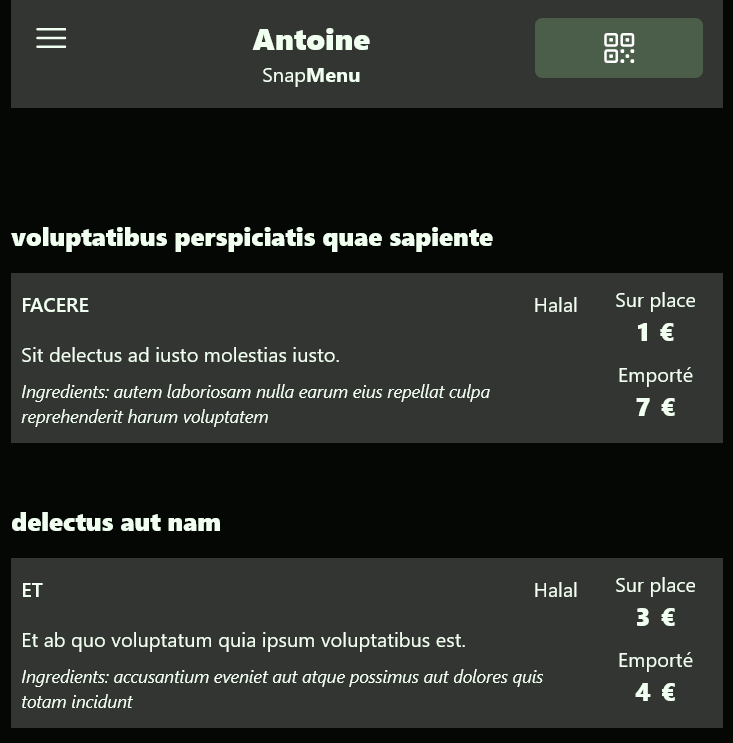 Antoine
SnapMenu
voluptatibus perspiciatis quae sapiente
FACERE
Halal
Sur place
1 €
Sit delectus ad iusto molestias iusto.
Emporté
7 €
Ingredients: autem laboriosam nulla earum eius repellat culpa
reprehenderit harum voluptatem
delectus aut nam
ET
Halal
Sur place
3 €
Et ab quo voluptatum quia ipsum voluptatibus est.
Emporté
4 €
Ingredients: accusantium eveniet aut atque possimus aut dolores quis
totam incidunt